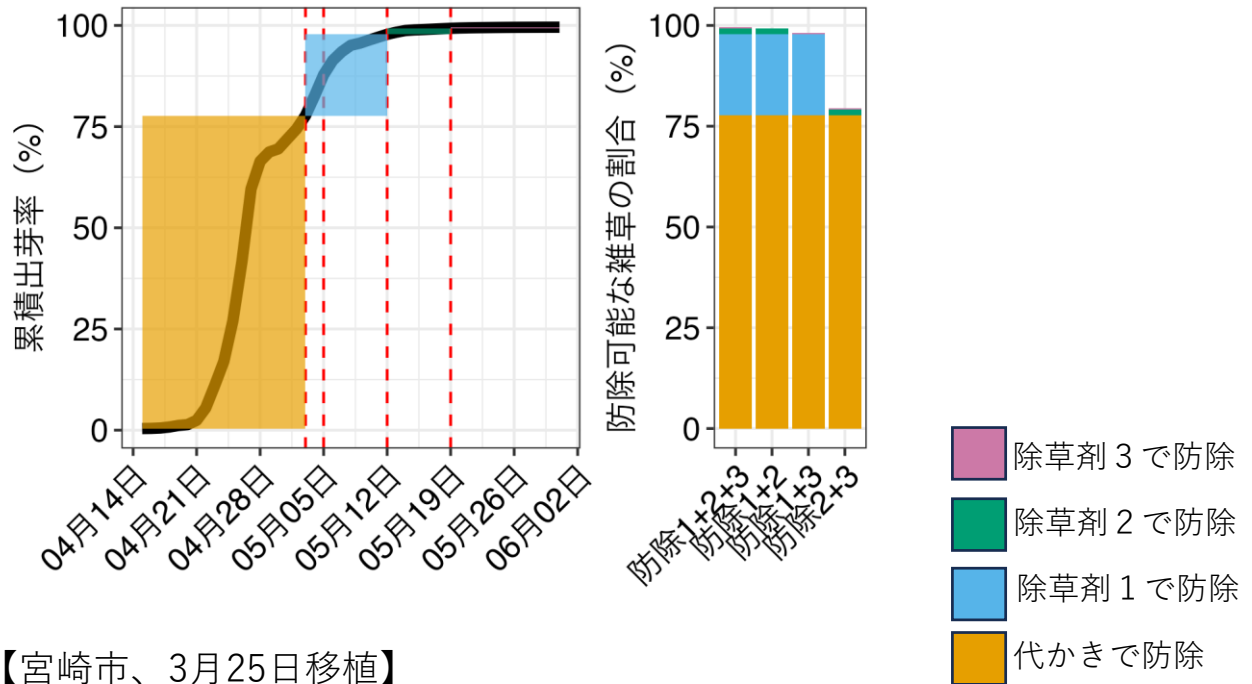 累積出芽率（%）
100
75
50
25
0
04月14日
04月21日
04月28日
05月05日
05月12日
05月19日
05月26日
06月02日
防除可能な雑草の割合（%）
100
75
50
25
0
防除1+2+3
防除1+2
防除1+3
防除2+3
除草剤３で防除
除草剤２で防除
除草剤１で防除
代かきで防除
【宮崎市、3月25日移植】